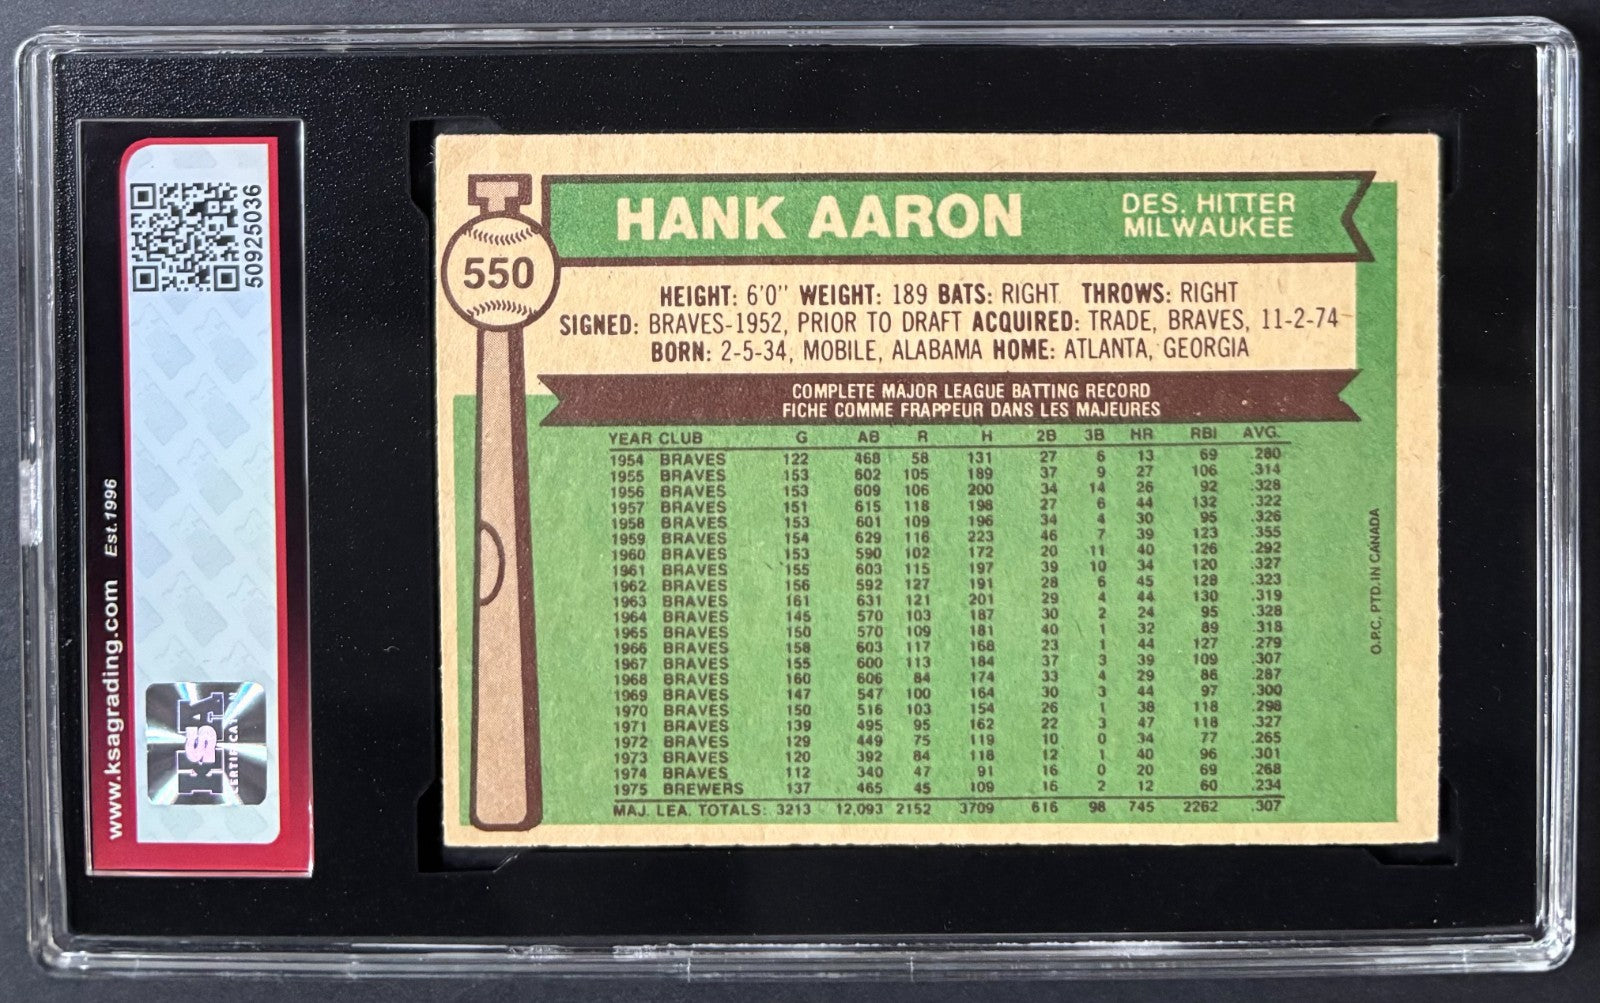 HANK AARON
DES. HITTER
MILWAUKEE
550
HEIGHT: 6'0" WEIGHT: 189 BATS: RIGHT THROWS: RIGHT
SIGNED: BRAVES-1952, PRIOR TO DRAFT ACQUIRED: TRADE, BRAVES, 11-2-74
BORN: 2-5-34, MOBILE, ALABAMA HOME: ATLANTA, GEORGIA
COMPLETE MAJOR LEAGUE BATTING RECORD
FICHE COMME FRAPPEUR DANS LES MAJEURES
YEAR CLUB G AB R H 2B 3B HR RBI AVG.
1954 BRAVES 122 468 58 131 27 6 13 69 .280
1955 BRAVES 153 602 105 189 37 9 27 106 .314
1956 BRAVES 153 609 106 200 34 14 26 92 .328
1957 BRAVES 151 615 118 198 27 6 44 132 .322
1958 BRAVES 153 601 109 196 34 4 30 95 .326
1959 BRAVES 154 629 116 223 46 7 39 123 .355
1960 BRAVES 153 590 102 172 20 11 40 126 .292
1961 BRAVES 155 603 115 197 39 10 34 120 .327
1962 BRAVES 156 592 127 191 28 6 45 128 .323
1963 BRAVES 161 631 121 201 29 4 44 130 .319
1964 BRAVES 145 570 103 187 30 2 24 95 .328
1965 BRAVES 150 570 109 181 40 1 32 89 .318
1966 BRAVES 158 603 117 168 23 1 44 127 .279
1967 BRAVES 155 600 113 184 37 3 39 109 .307
1968 BRAVES 160 606 84 174 33 4 29 86 .287
1969 BRAVES 147 547 100 164 30 3 44 97 .300
1970 BRAVES 150 516 103 154 26 1 38 118 .298
1971 BRAVES 139 495 95 162 22 3 47 118 .327
1972 BRAVES 129 449 75 119 10 0 34 77 .265
1973 BRAVES 120 392 84 118 12 1 40 96 .301
1974 BRAVES 112 340 47 91 16 0 20 69 .268
1975 BREWERS 137 465 45 109 16 2 12 60 .234
MAJ. LEA. TOTALS: 3213 12,093 2152 3709 616 98 745 2262 .307
O.P.C. PTD. IN CANADA
www.ksagrading.com Est.1996
50925036
KSA
CERTIFICATION